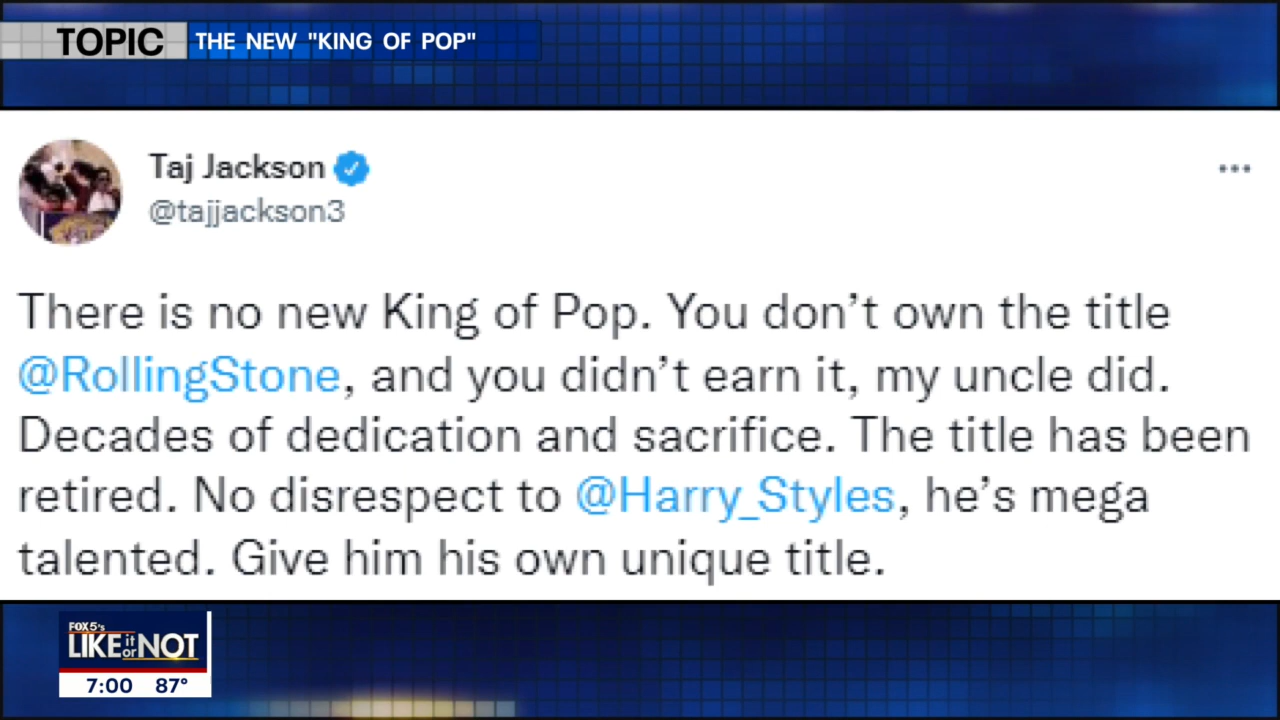 TOPIC
THE NEW "KING OF POP"
Taj Jackson
@tajjackson3
There is no new King of Pop. You don’t own the title
@RollingStone, and you didn’t earn it, my uncle did.
Decades of dedication and sacrifice. The title has been
retired. No disrespect to @Harry_Styles, he’s mega
talented. Give him his own unique title.
FOX 5's
LIKE it or NOT
7:00 87°